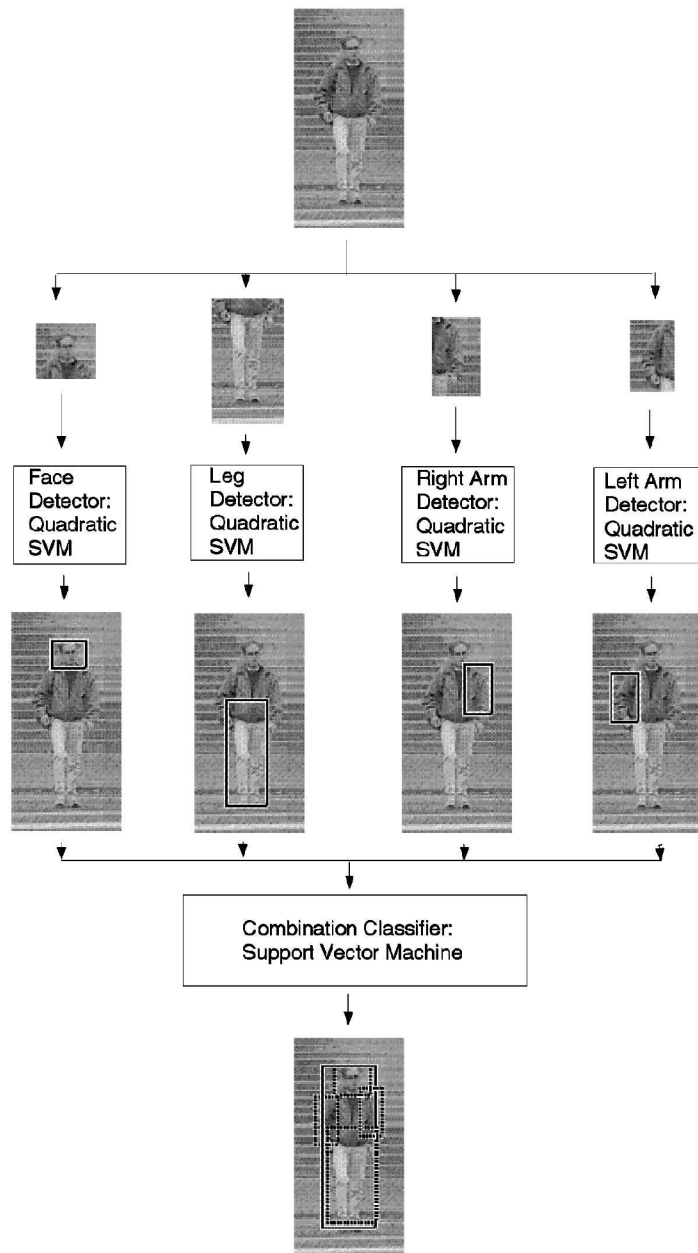 Face
Detector:
Quadratic
SVM
Leg
Detector:
Quadratic
SVM
Right Arm
Detector:
Quadratic
SVM
Left Arm
Detector:
Quadratic
SVM
Combination Classifier:
Support Vector Machine